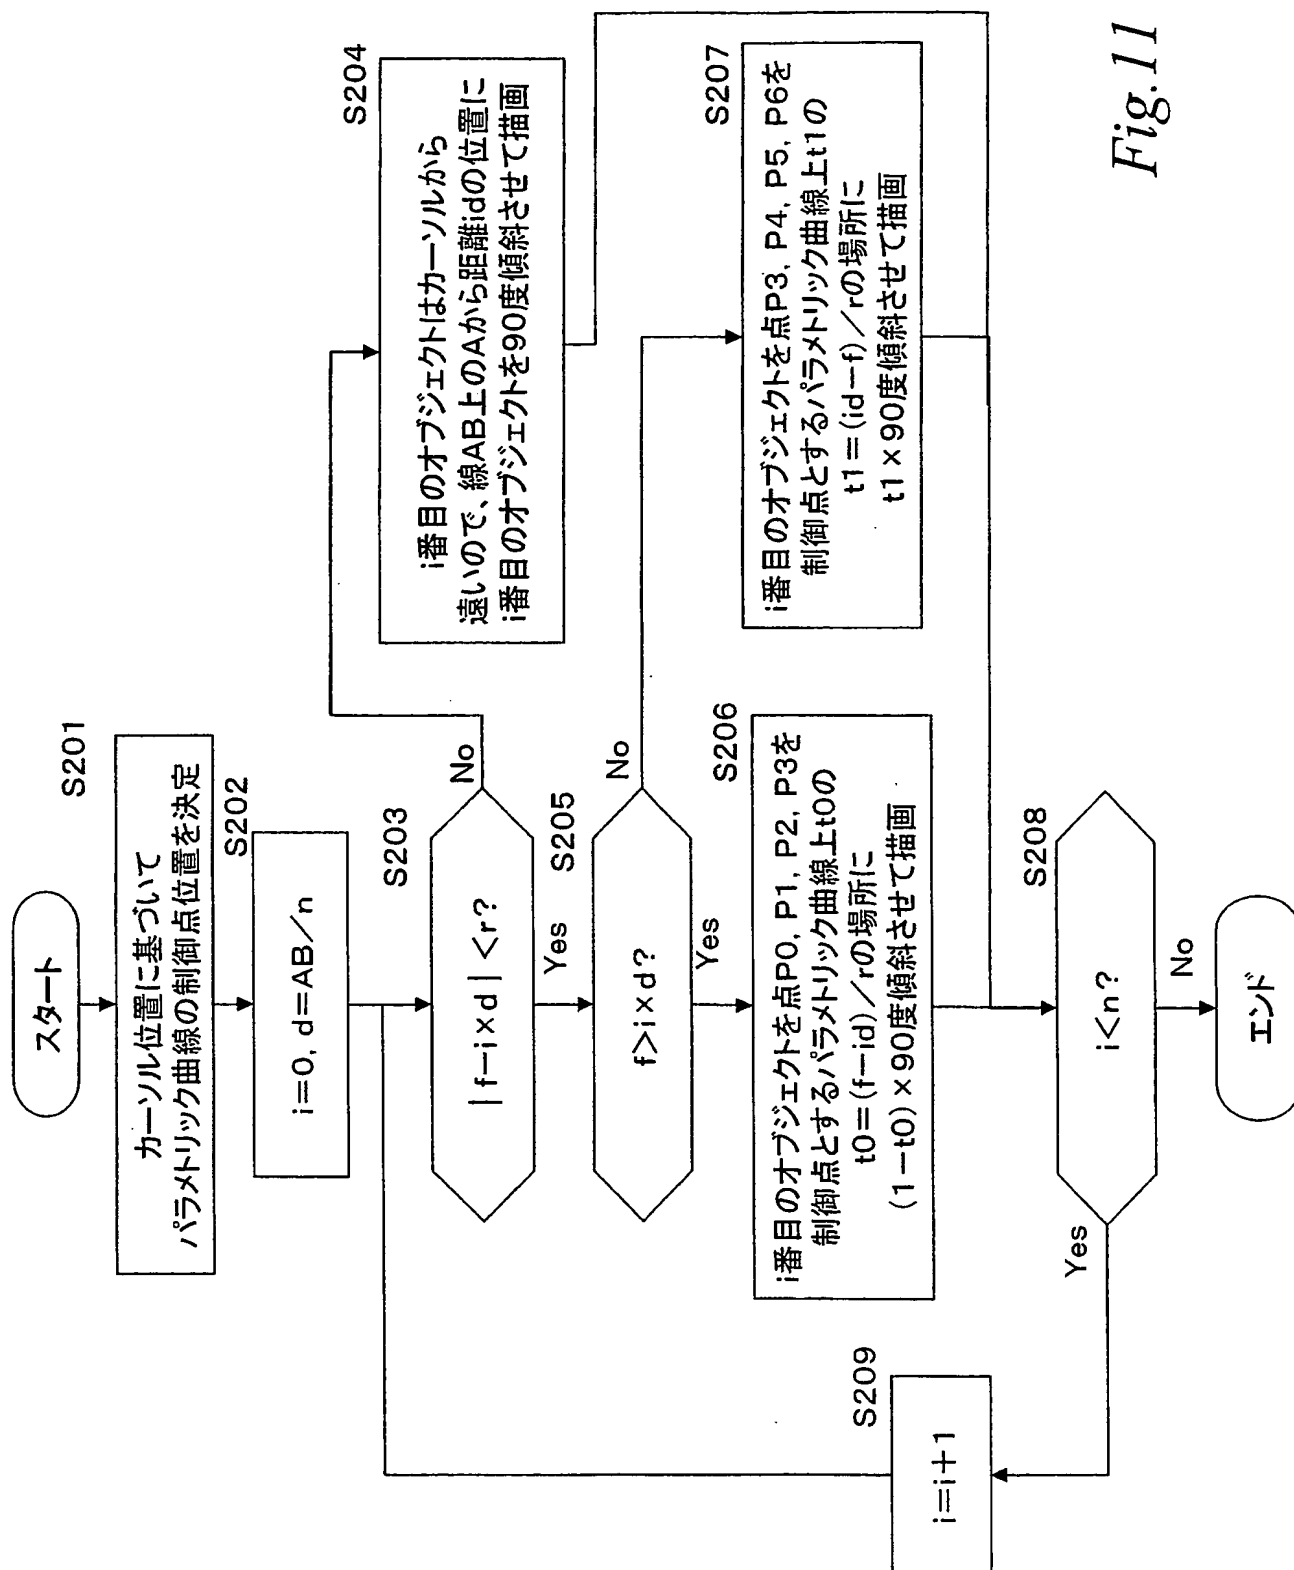 スタート
S201
カーソル位置に基づいて
パラメトリック曲線の制御点位置を決定
S202
i=0, d=AB/n
S203
|f-i×d|<r?
No
Yes
S204
i番目のオブジェクトはカーソルから
遠いので、線AB上のAから距離idの位置に
i番目のオブジェクトを90度傾斜させて描画
S205
f>i×d?
No
Yes
S206
i番目のオブジェクトを点P0, P1, P2, P3を
制御点とするパラメトリック曲線上t0の
t0=(f-id)/rの場所に
(1-t0)×90度傾斜させて描画
S207
i番目のオブジェクトを点P3, P4, P5, P6を
制御点とするパラメトリック曲線上t1の
t1=(id-f)/rの場所に
t1×90度傾斜させて描画
S208
i<n?
Yes
No
S209
i=i+1
エンド
Fig.11